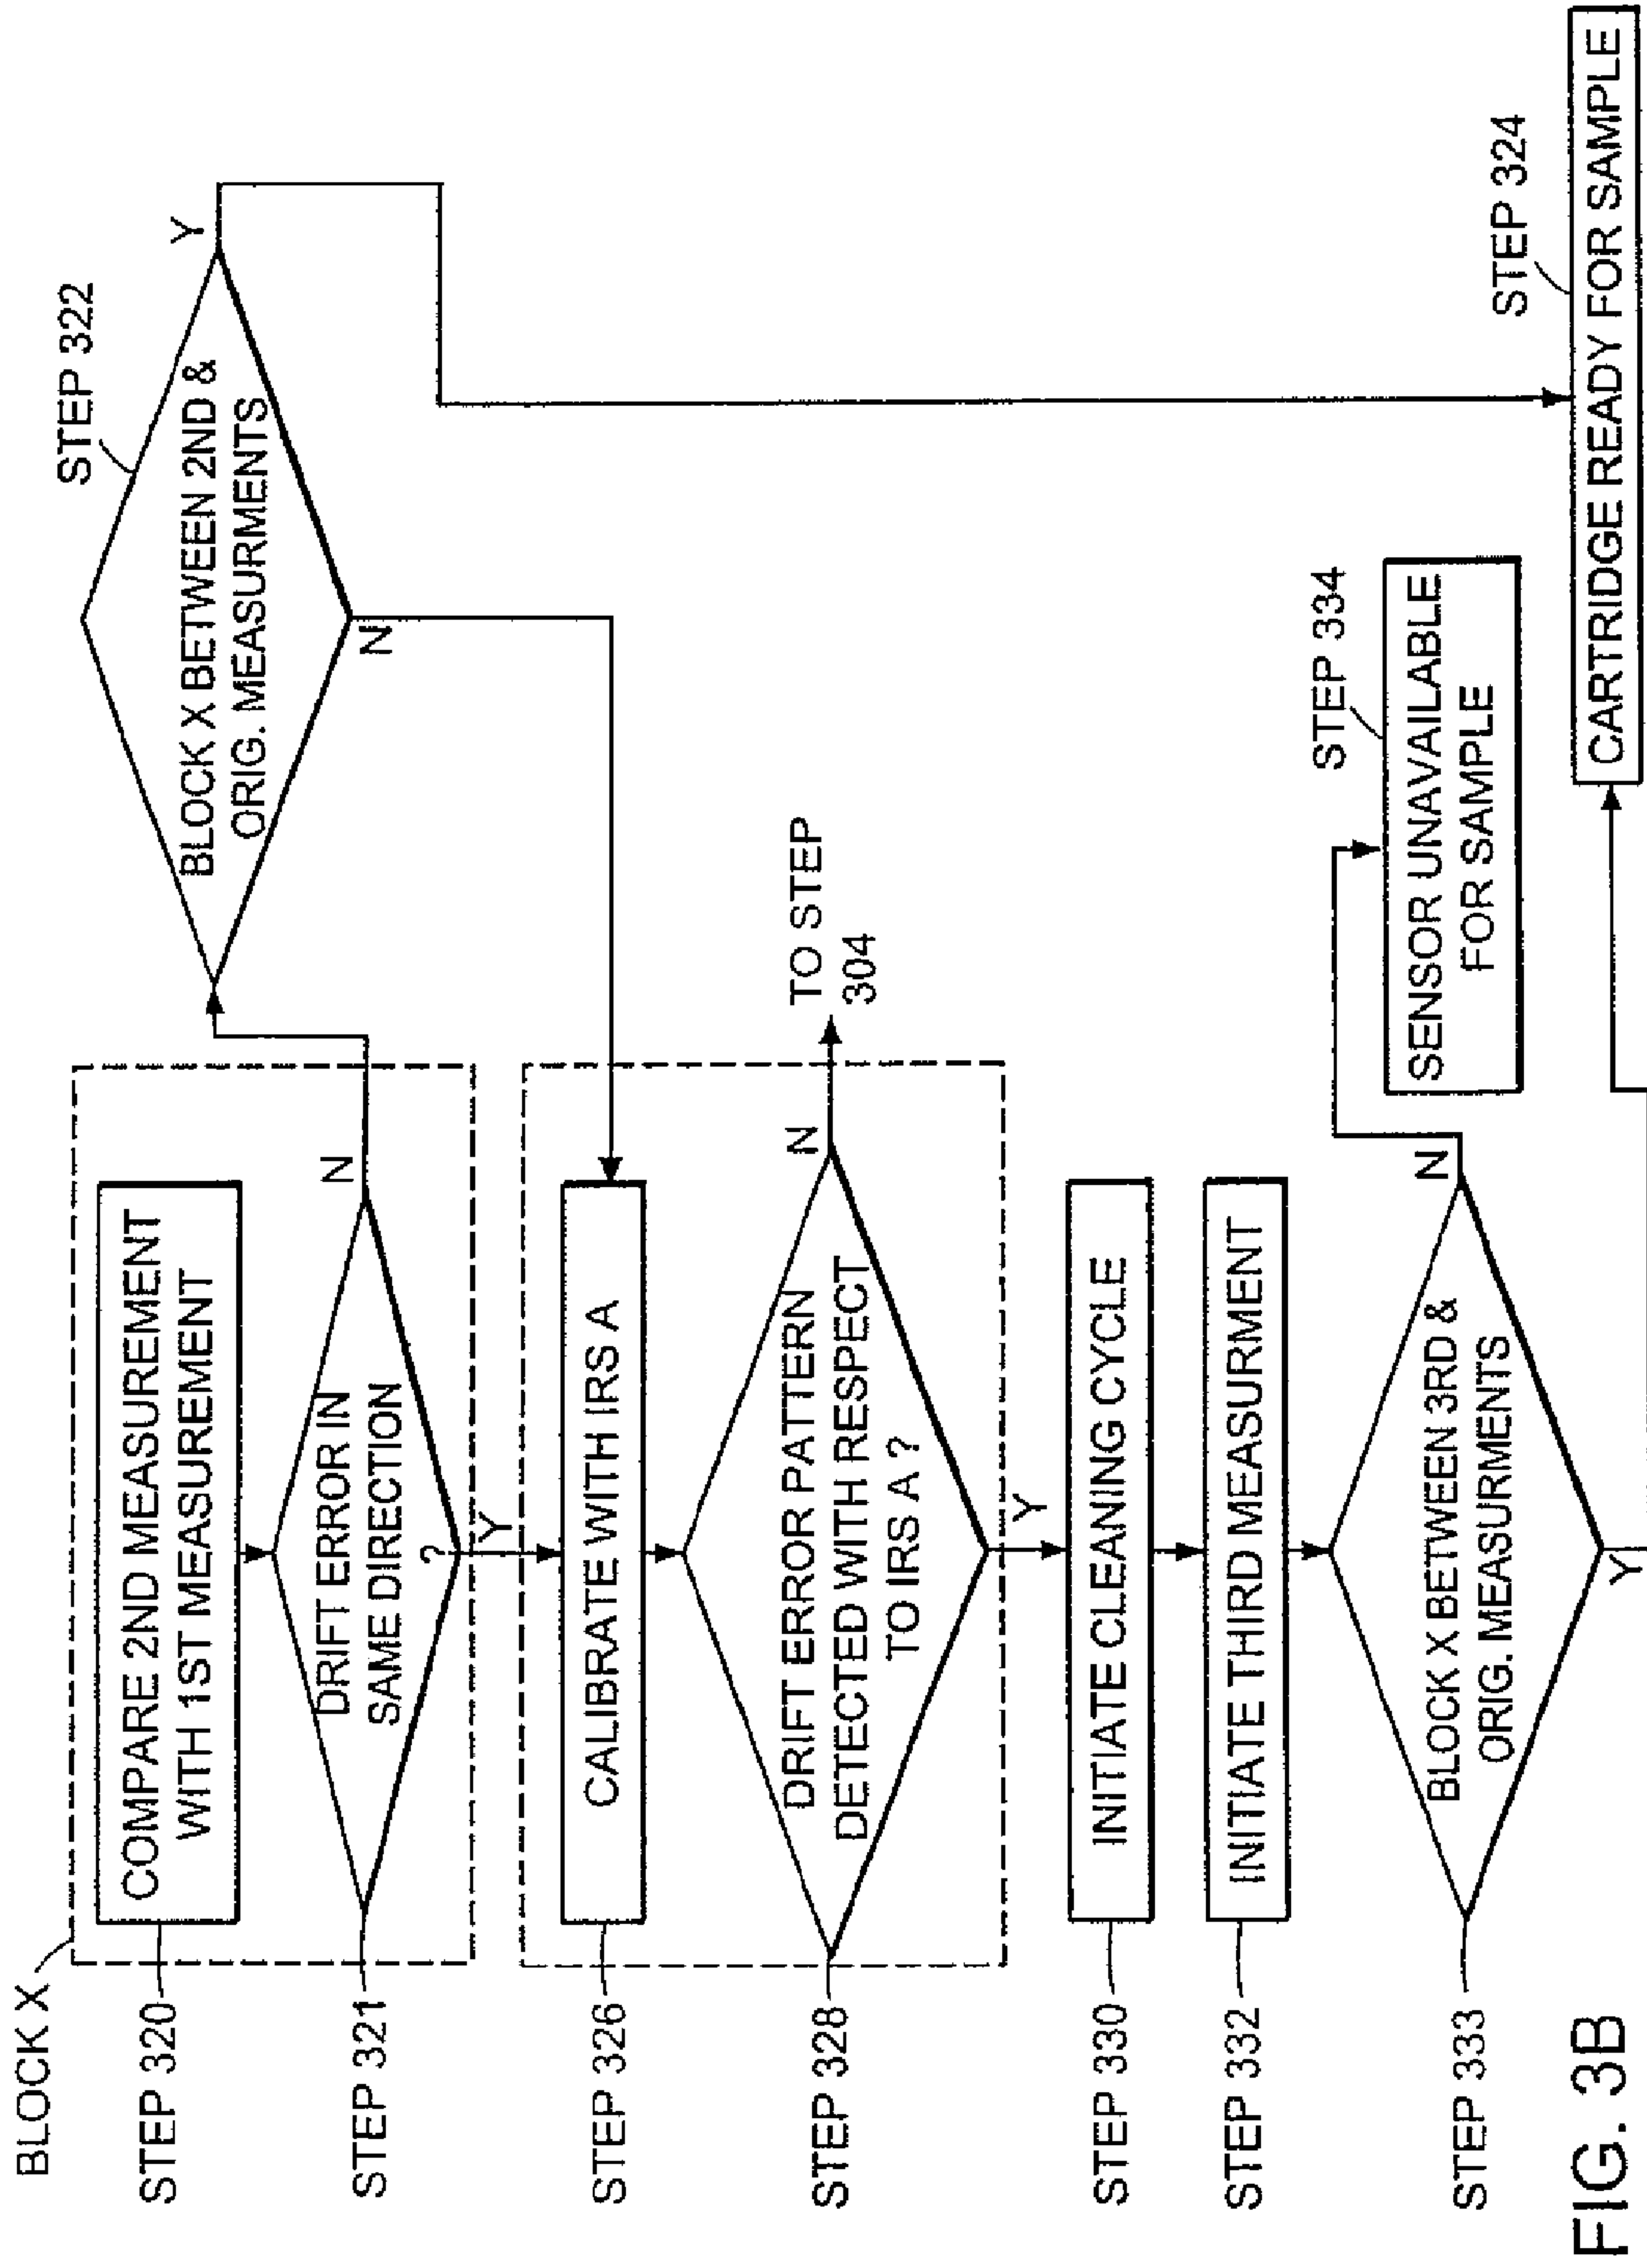 BLOCK X
STEP 320
COMPARE 2ND MEASUREMENT
WITH 1ST MEASUREMENT
STEP 321
DRIFT ERROR IN
SAME DIRECTION
?
N
Y
STEP 322
BLOCK X BETWEEN 2ND &
ORIG. MEASURMENTS
Y
N
STEP 326
CALIBRATE WITH IRS A
STEP 328
DRIFT ERROR PATTERN
DETECTED WITH RESPECT
TO IRS A ?
N
TO STEP
304
Y
STEP 330
INITIATE CLEANING CYCLE
STEP 332
INITIATE THIRD MEASURMENT
STEP 333
BLOCK X BETWEEN 3RD &
ORIG. MEASURMENTS
N
Y
STEP 334
SENSOR UNAVAILABLE
FOR SAMPLE
STEP 324
CARTRIDGE READY FOR SAMPLE
FIG. 3B